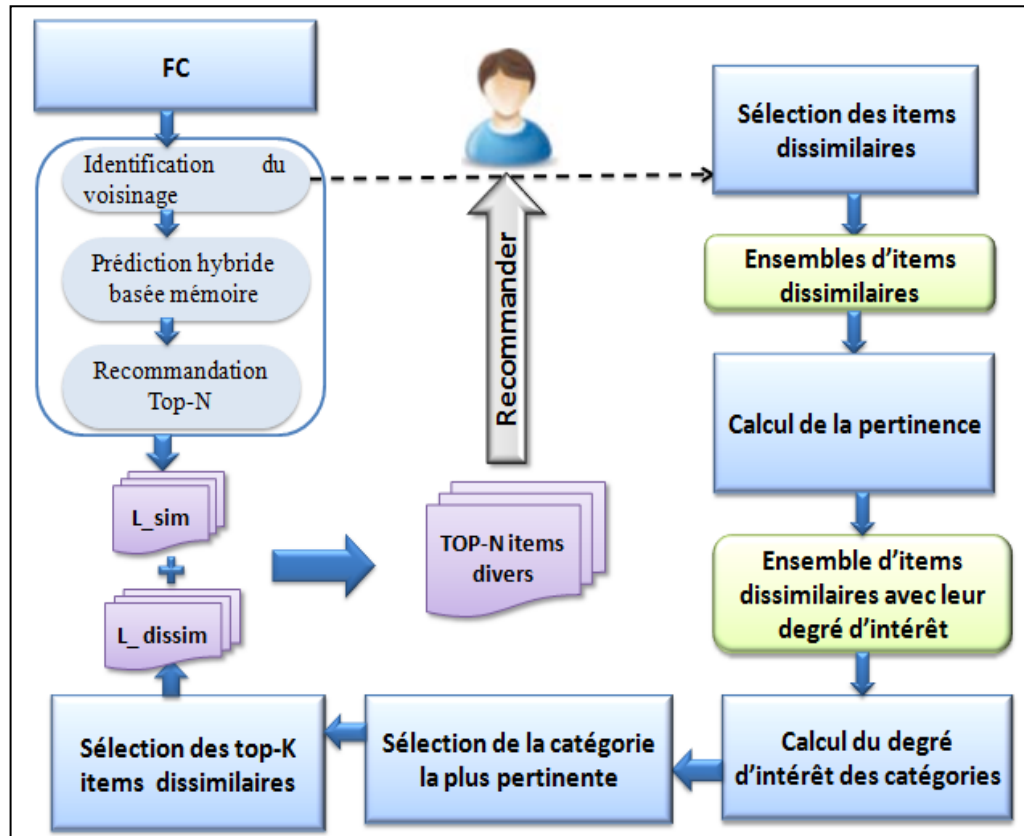 FC
Identification du
voisinage
Prédiction hybride
basée mémoire
Recommandation
Top-N
L_sim
+
L_ dissim
TOP-N items
divers
Recommander
Sélection des items
dissimilaires
Ensembles d’items
dissimilaires
Calcul de la pertinence
Ensemble d’items
dissimilaires avec leur
degré d’intérêt
Calcul du degré
d’intérêt des catégories
Sélection de la catégorie
la plus pertinente
Sélection des top-K
items dissimilaires